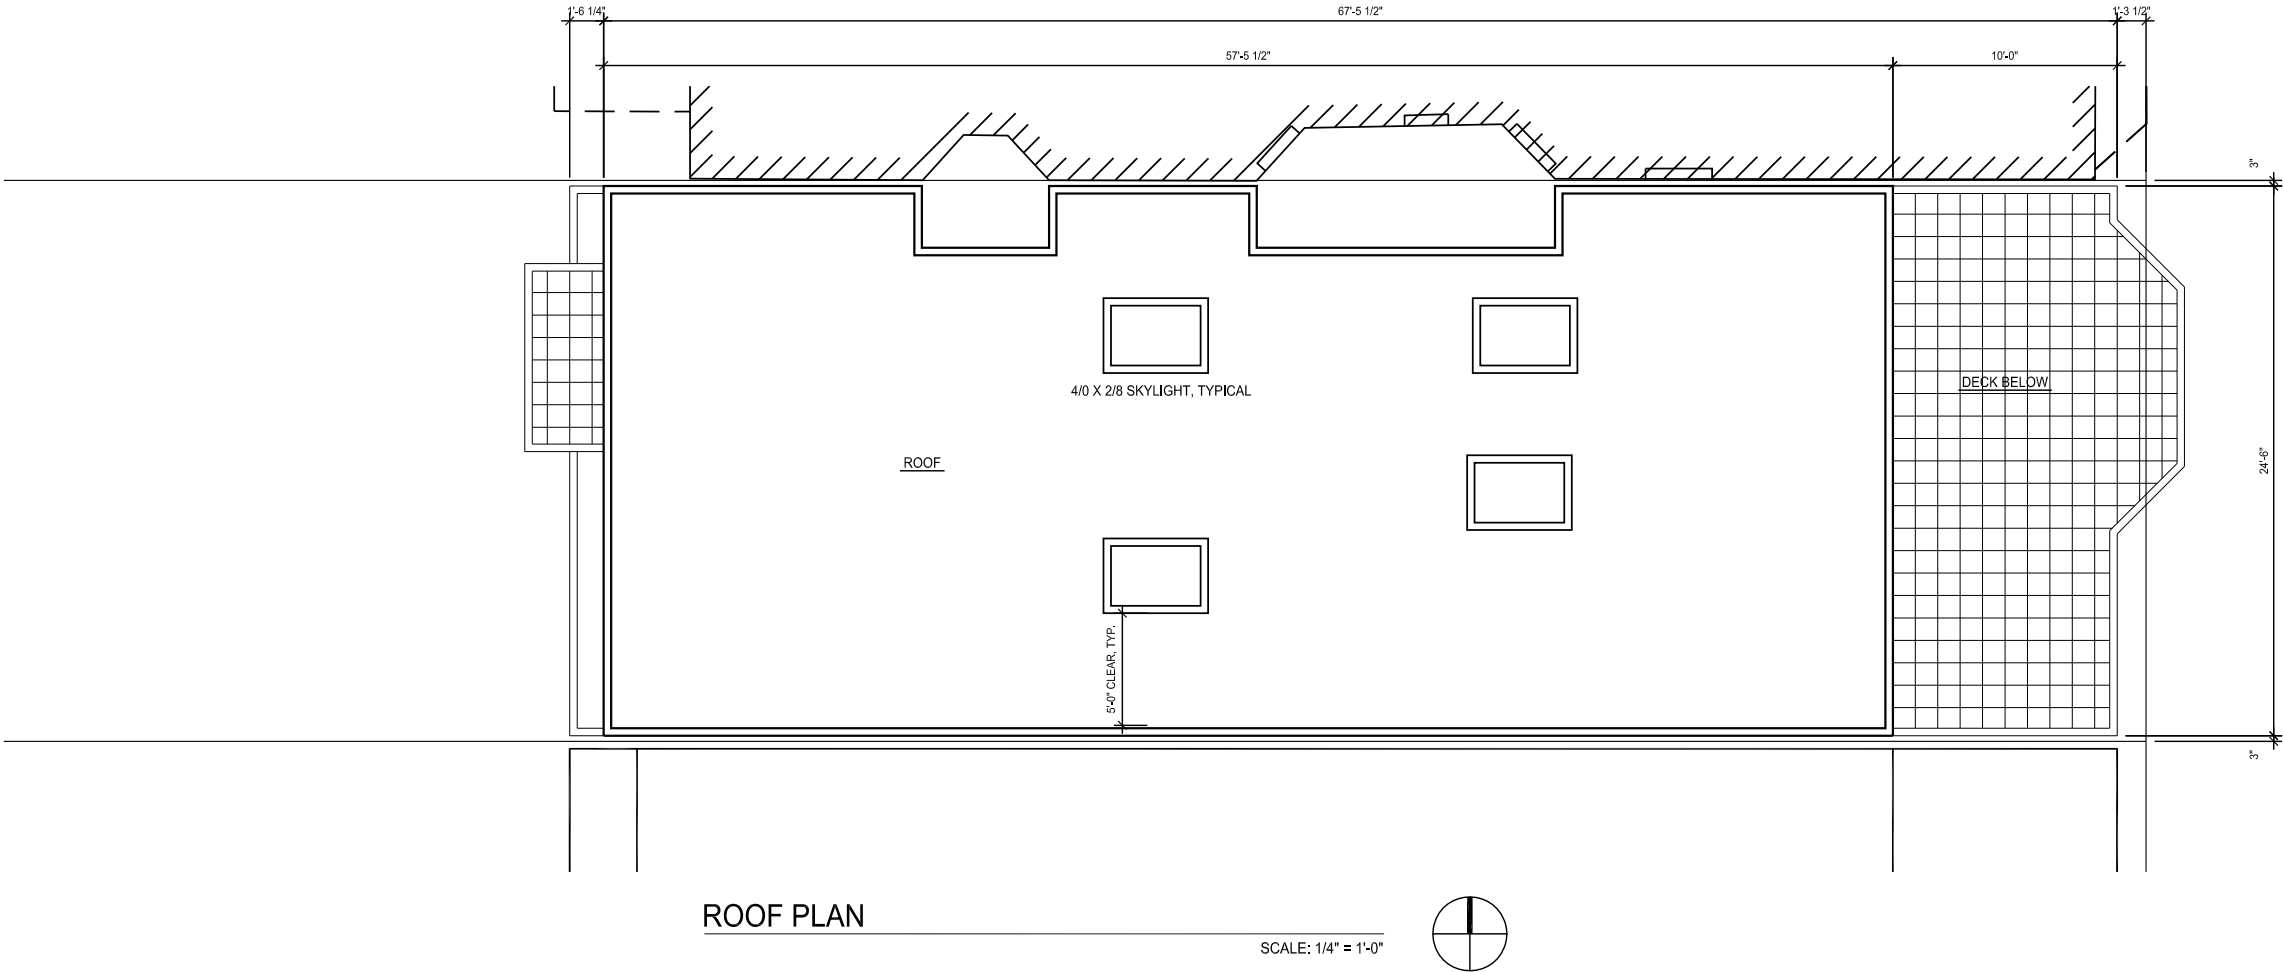 1'-6 1/4"
67'-5 1/2"
1'-3 1/2"
57'-5 1/2"
10'-0"
3"
4/0 X 2/8 SKYLIGHT, TYPICAL
DECK BELOW
ROOF
24'-6"
5'-0" CLEAR, TYP.
3"
ROOF PLAN
SCALE: 1/4" = 1'-0"